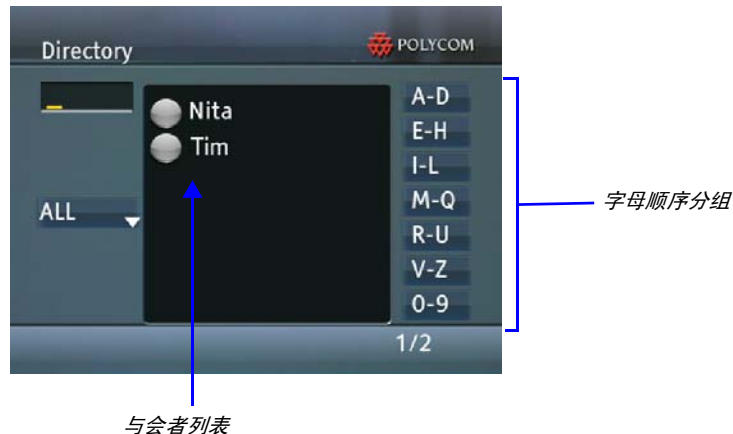 Directory
POLYCOM
Nita
Tim
ALL
A-D
E-H
I-L
M-Q
R-U
V-Z
0-9
1/2
字母顺序分组
与会者列表